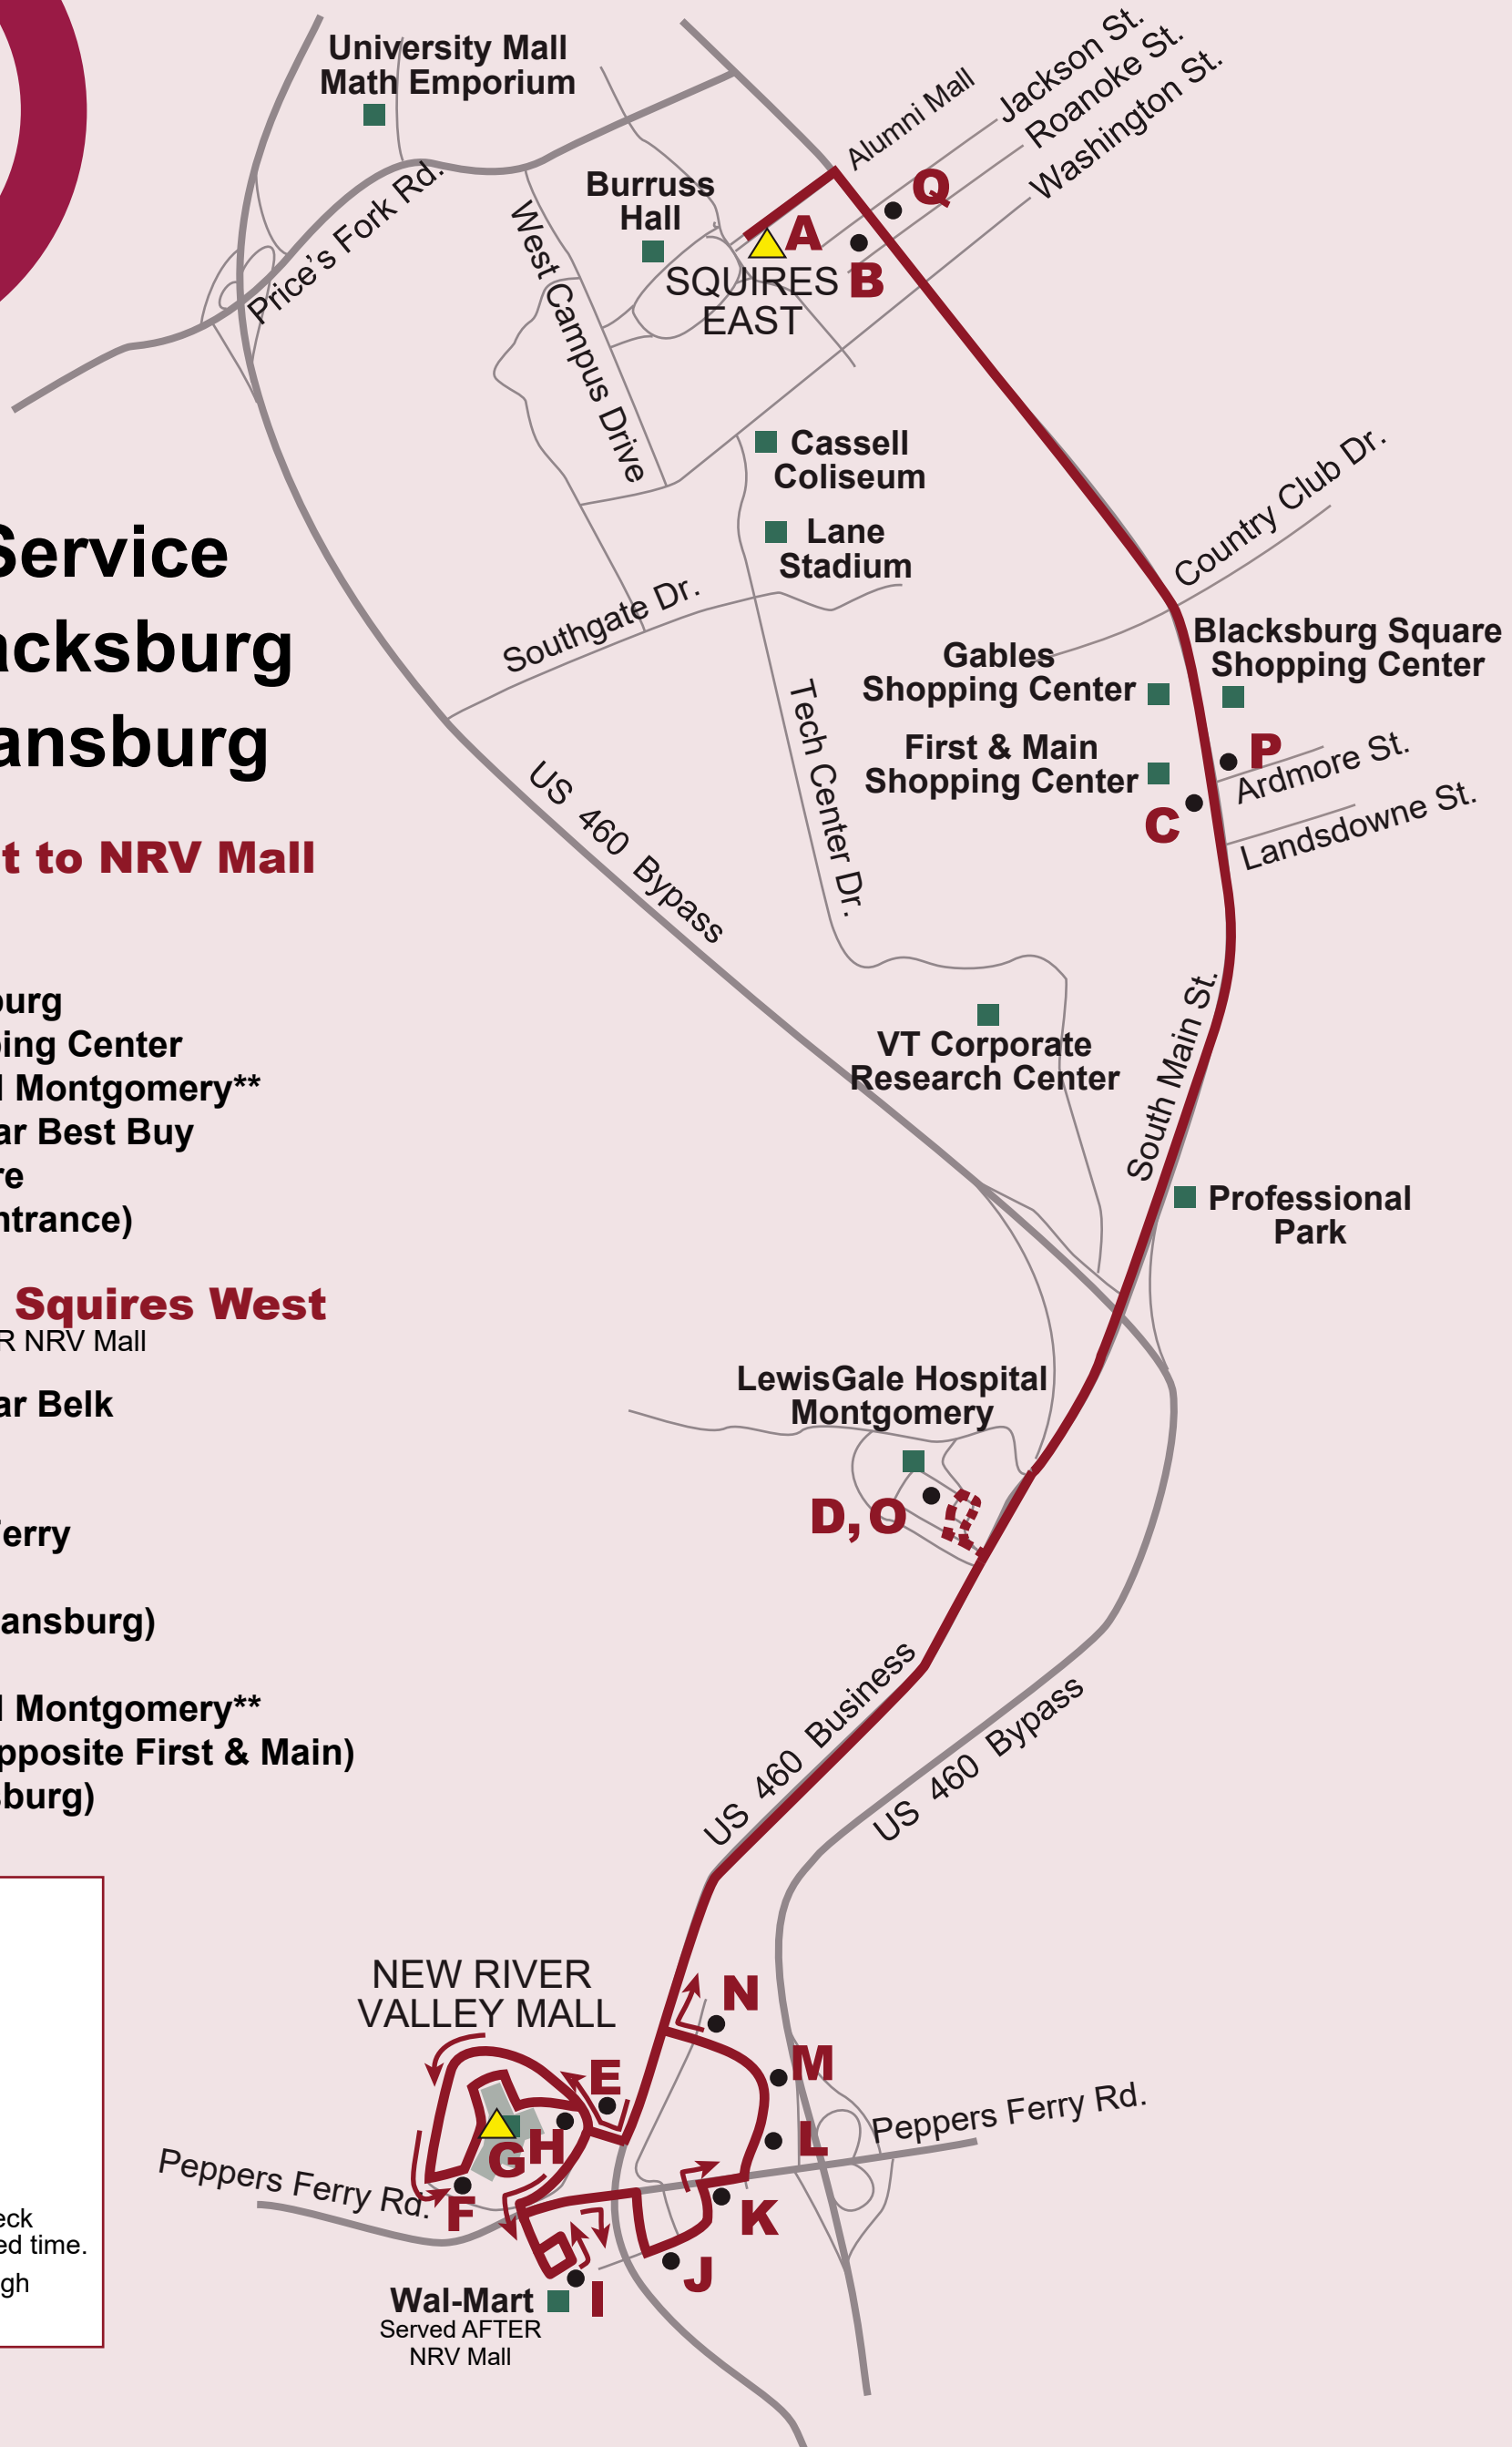 University Mall
Math Emporium
Jackson St.
Roanoke St.
Washington St.
Alumni Mall
Price's Fork Rd.
Burruss
Hall
Q
A
B
SQUIRES
EAST
West Campus Drive
Cassell
Coliseum
Lane
Stadium
Country Club Dr.
Southgate Dr.
Gables
Shopping Center
Blacksburg Square
Shopping Center
First & Main
Shopping Center
P
Ardmore St.
C
Landsdowne St.
Tech Center Dr.
US 460 Bypass
Service
acksburg
ansburg
t to NRV Mall
burg
ping Center
l Montgomery**
ar Best Buy
re
ntrance)
Squires West
R NRV Mall
ar Belk
Ferry
ansburg)
l Montgomery**
pposite First & Main)
sburg)
VT Corporate
Research Center
South Main St.
Professional
Park
LewisGale Hospital
Montgomery
D, O
US 460 Business
US 460 Bypass
NEW RIVER
VALLEY MALL
N
E
M
L
H
G
F
Peppers Ferry Rd.
Peppers Ferry Rd.
K
J
I
Wal-Mart
Served AFTER
NRV Mall
eck
ed time.
gh